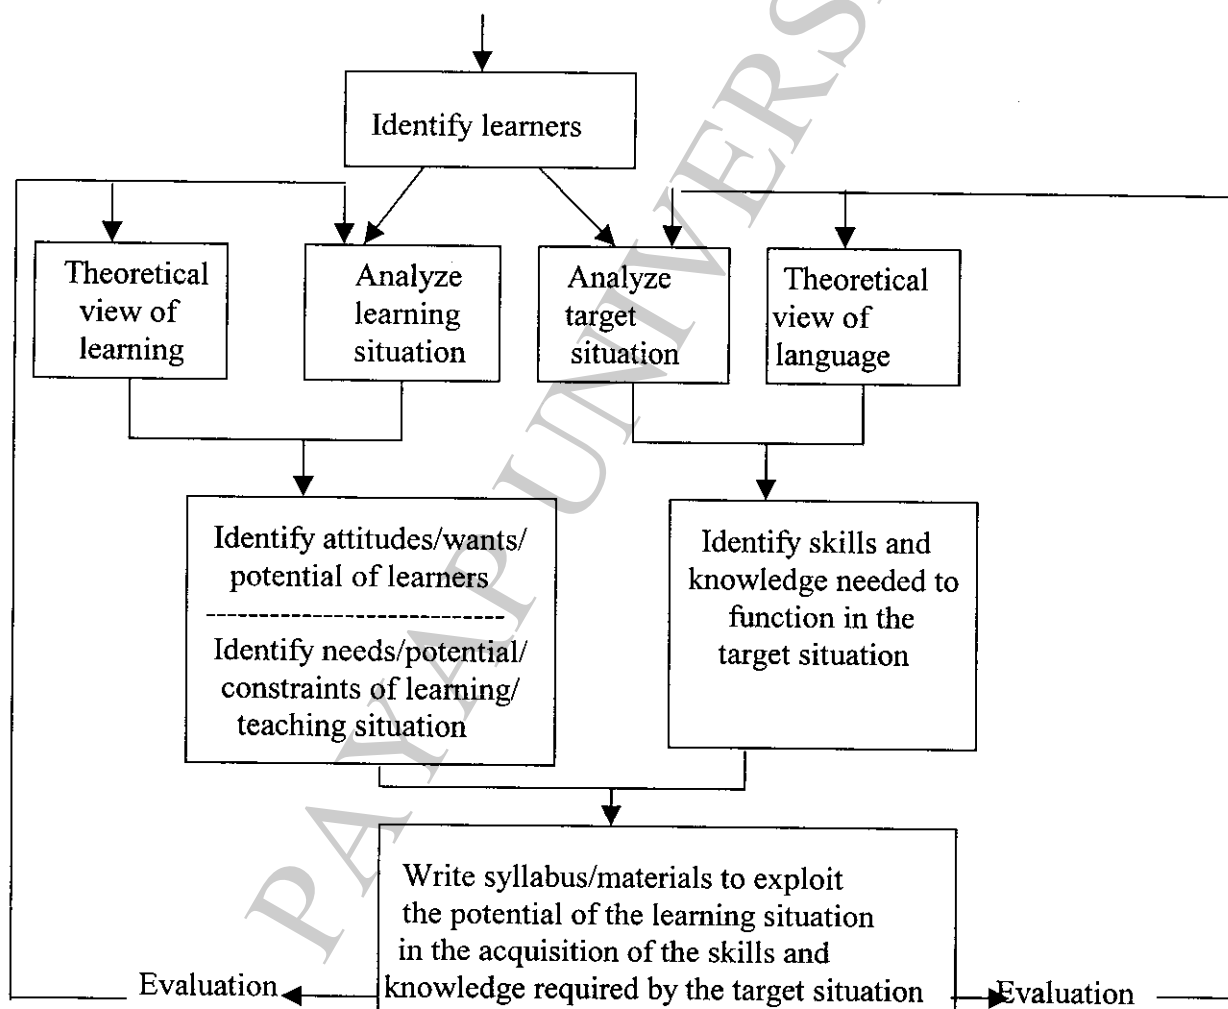 Identify learners
Theoretical
view of
learning
Analyze
learning
situation
Analyze
target
situation
Theoretical
view of
language
Identify attitudes/wants/
potential of learners
Identify needs/potential/
constraints of learning/
teaching situation
Identify skills and
knowledge needed to
function in the
target situation
Write syllabus/materials to exploit
the potential of the learning situation
in the acquisition of the skills and
knowledge required by the target situation
Evaluation
Evaluation
PAYAP UNIVERS